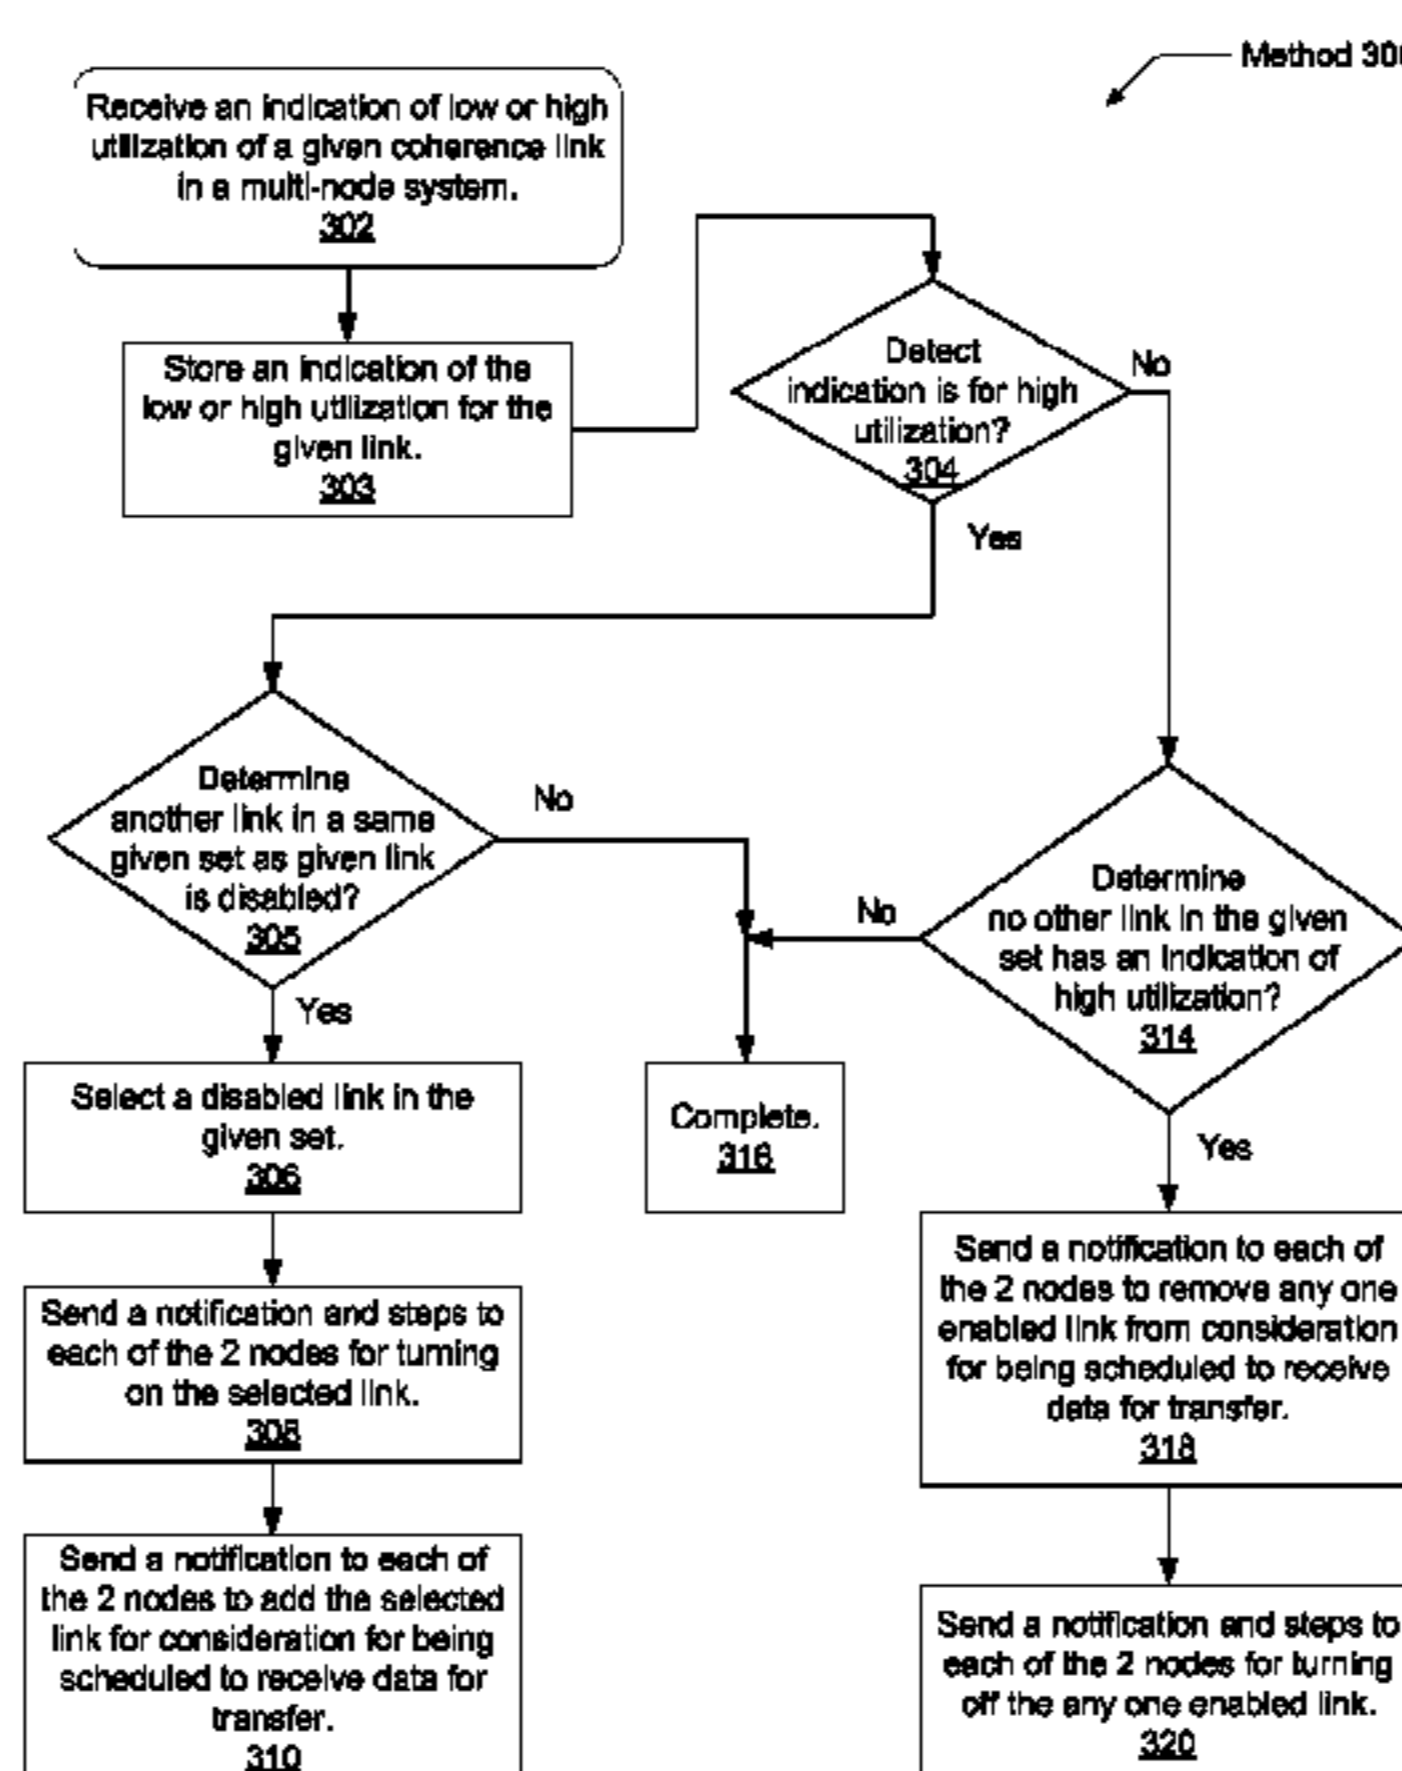 Method 300
Receive an indication of low or high
utilization of a given coherence link
in a multi-node system.
302
Store an indication of the
low or high utilization for the
given link.
303
Detect
indication is for high
utilization?
304
No
Yes
Determine
another link in a same
given set as given link
is disabled?
305
No
Yes
Determine
no other link in the given
set has an indication of
high utilization?
314
No
Yes
Select a disabled link in the
given set.
306
Complete.
316
Send a notification and steps to
each of the 2 nodes for turning
on the selected link.
308
Send a notification to each of
the 2 nodes to remove any one
enabled link from consideration
for being scheduled to receive
data for transfer.
318
Send a notification to each of
the 2 nodes to add the selected
link for consideration for being
scheduled to receive data for
transfer.
310
Send a notification and steps to
each of the 2 nodes for turning
off the any one enabled link.
320